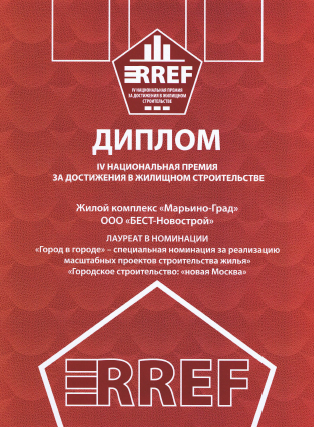 RREF
IV НАЦИОНАЛЬНАЯ ПРЕМИЯ
ЗА ДОСТИЖЕНИЯ В ЖИЛИЩНОМ
СТРОИТЕЛЬСТВЕ
ДИПЛОМ
IV НАЦИОНАЛЬНАЯ ПРЕМИЯ
ЗА ДОСТИЖЕНИЯ В ЖИЛИЩНОМ СТРОИТЕЛЬСТВЕ
Жилой комплекс «Марьино-Град»
ООО «БЕСТ-Новострой»
ЛАУРЕАТ В НОМИНАЦИИ
«Город в городе» – специальная номинация за реализацию
масштабных проектов строительства жилья»
«Городское строительство: «новая Москва»
RREF